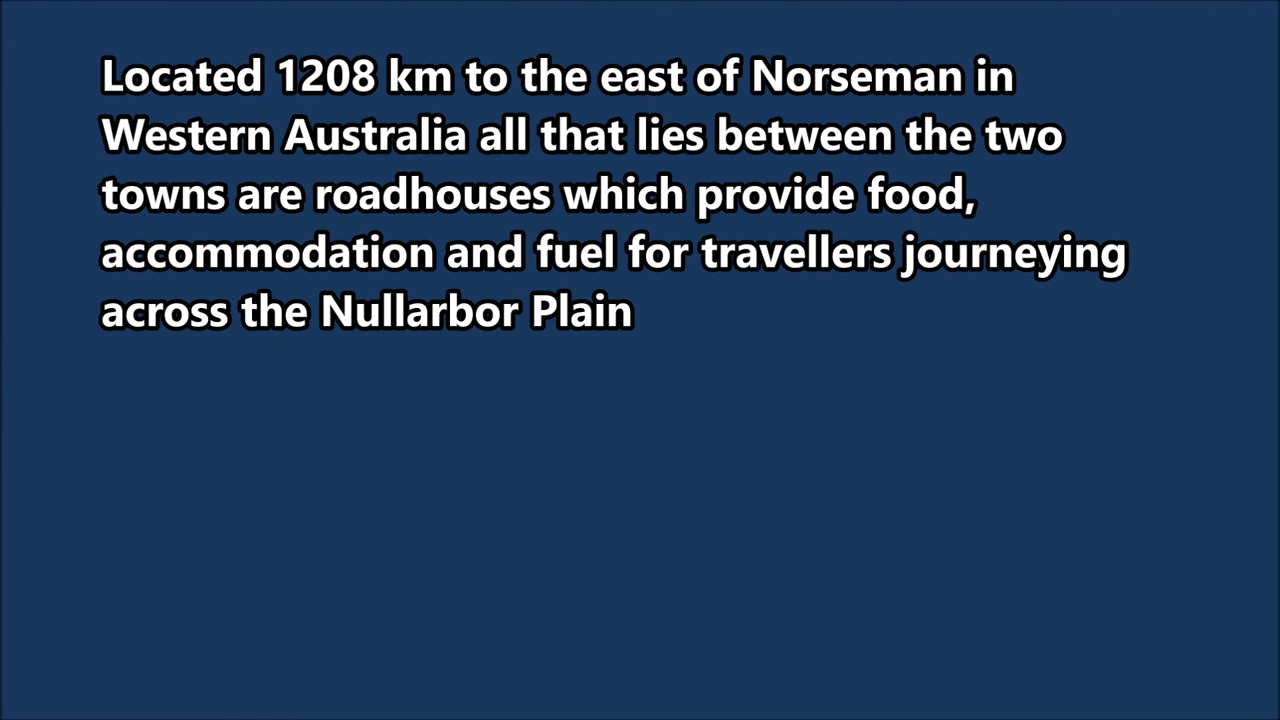 Located 1208 km to the east of Norseman in
Western Australia all that lies between the two
towns are roadhouses which provide food,
accommodation and fuel for travellers journeying
across the Nullarbor Plain